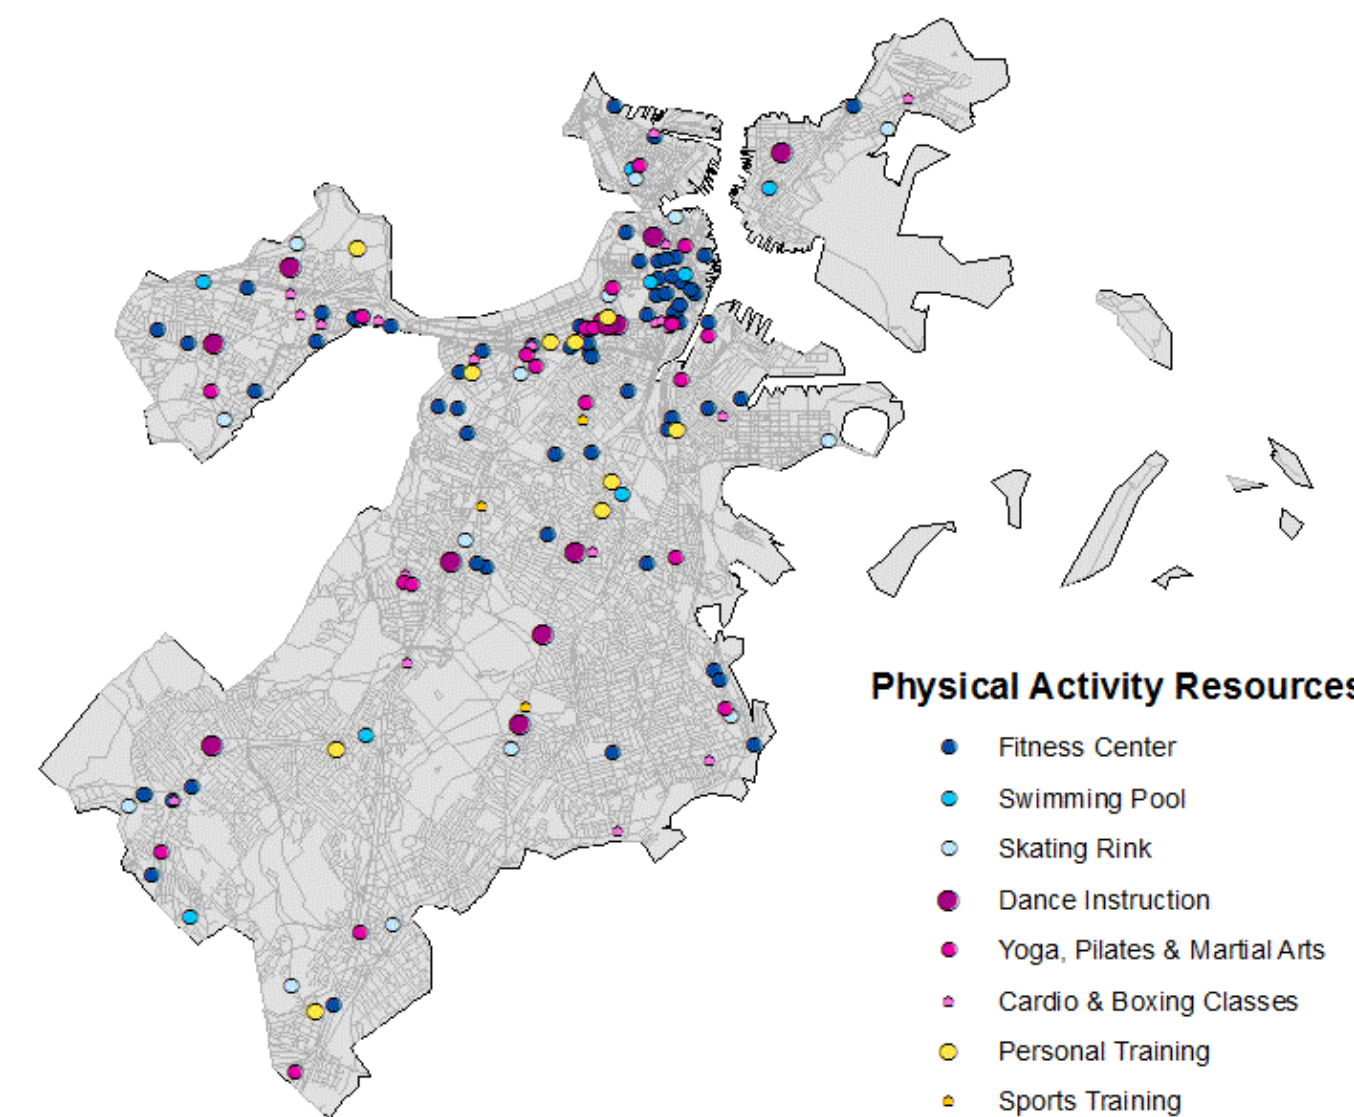 Physical Activity Resources
Fitness Center
Swimming Pool
Skating Rink
Dance Instruction
Yoga, Pilates & Martial Arts
Cardio & Boxing Classes
Personal Training
Sports Training